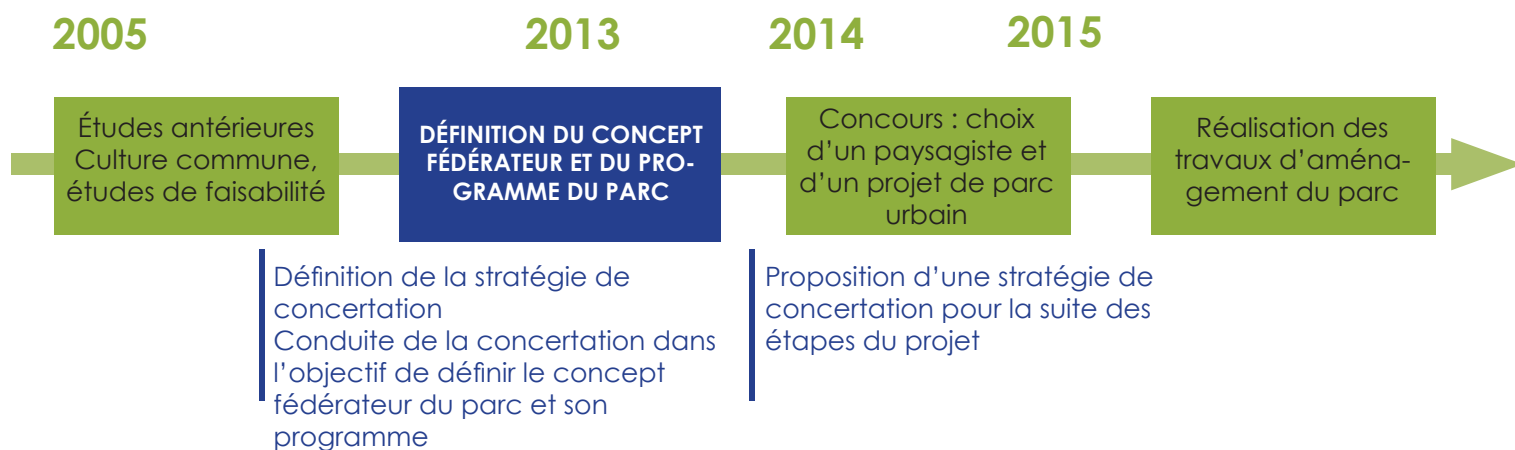 2005
2013
2014
2015
Études antérieures
Culture commune,
études de faisabilité
DÉFINITION DU CONCEPT
FÉDÉRATEUR ET DU PRO-
GRAMME DU PARC
Concours : choix
d’un paysagiste et
d’un projet de parc
urbain
Réalisation des
travaux d’aména-
gement du parc
Définition de la stratégie de
concertation
Conduite de la concertation dans
l’objectif de définir le concept
fédérateur du parc et son
programme
Proposition d’une stratégie de
concertation pour la suite des
étapes du projet